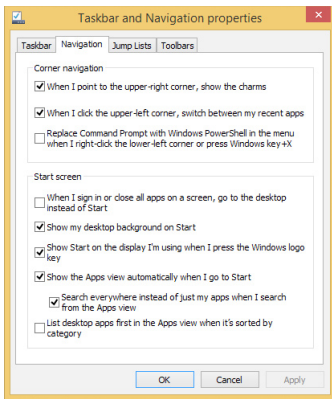 Taskbar and Navigation properties
Taskbar Navigation Jump Lists Toolbars
Corner navigation
When I point to the upper-right corner, show the charms
When I click the upper-left corner, switch between my recent apps
Replace Command Prompt with Windows PowerShell in the menu
when I right-click the lower-left corner or press Windows key+X
Start screen
When I sign in or close all apps on a screen, go to the desktop
instead of Start
Show my desktop background on Start
Show Start on the display I'm using when I press the Windows logo
key
Show the Apps view automatically when I go to Start
Search everywhere instead of just my apps when I search
from the Apps view
List desktop apps first in the Apps view when it's sorted by
category
OK Cancel Apply